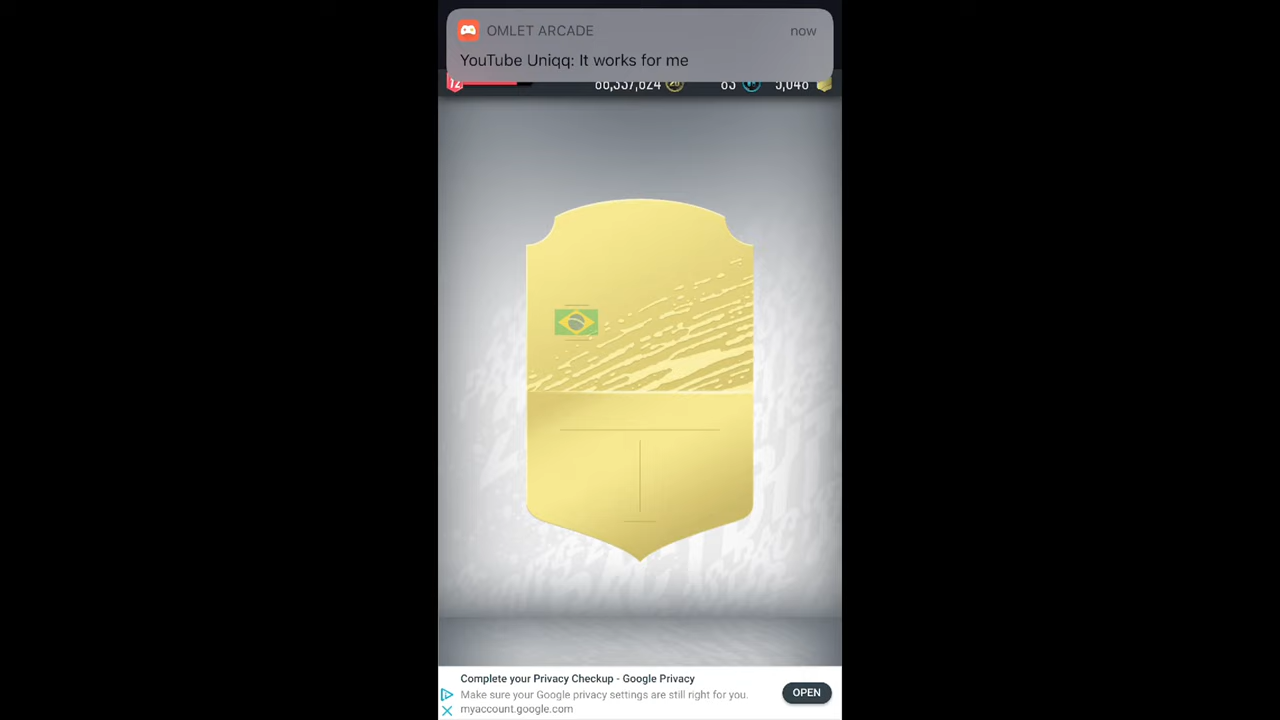 OMLET ARCADE
now
YouTube Uniqq: It works for me
12
Complete your Privacy Checkup - Google Privacy
Make sure your Google privacy settings are still right for you.
OPEN
myaccount.google.com